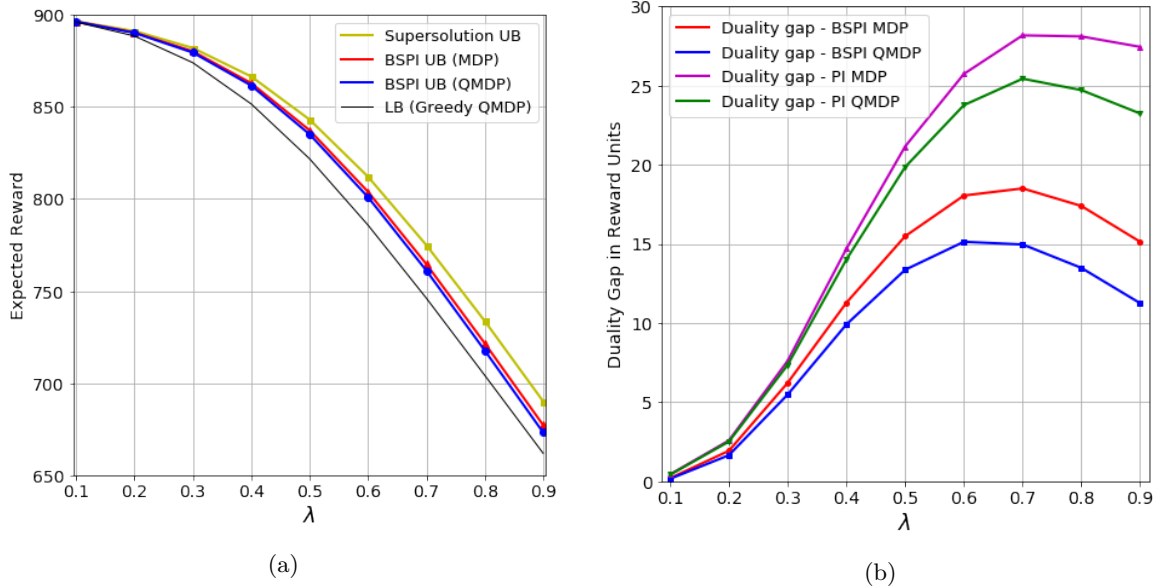 900
850
800
750
700
650
Expected Reward
Supersolution UB
BSPI UB (MDP)
BSPI UB (QMDP)
LB (Greedy QMDP)
0.1 0.2 0.3 0.4 0.5 0.6 0.7 0.8 0.9
λ
(a)
30
25
20
15
10
5
0
Duality Gap in Reward Units
Duality gap - BSPI MDP
Duality gap - BSPI QMDP
Duality gap - PI MDP
Duality gap - PI QMDP
0.1 0.2 0.3 0.4 0.5 0.6 0.7 0.8 0.9
λ
(b)